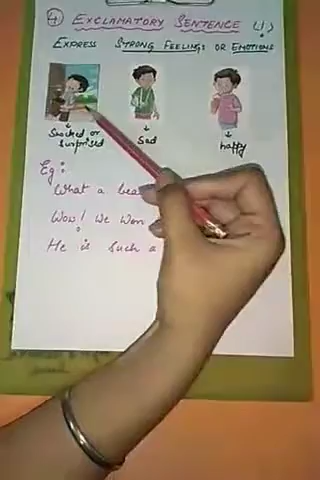 4 EXCLAMATORY SENTENCE (!)
EXPRESS STRONG FEELINGS OR EMOTIONS
Shocked or surprised
Sad
happy
Eg:
What a
Wow! We Won
He is such a